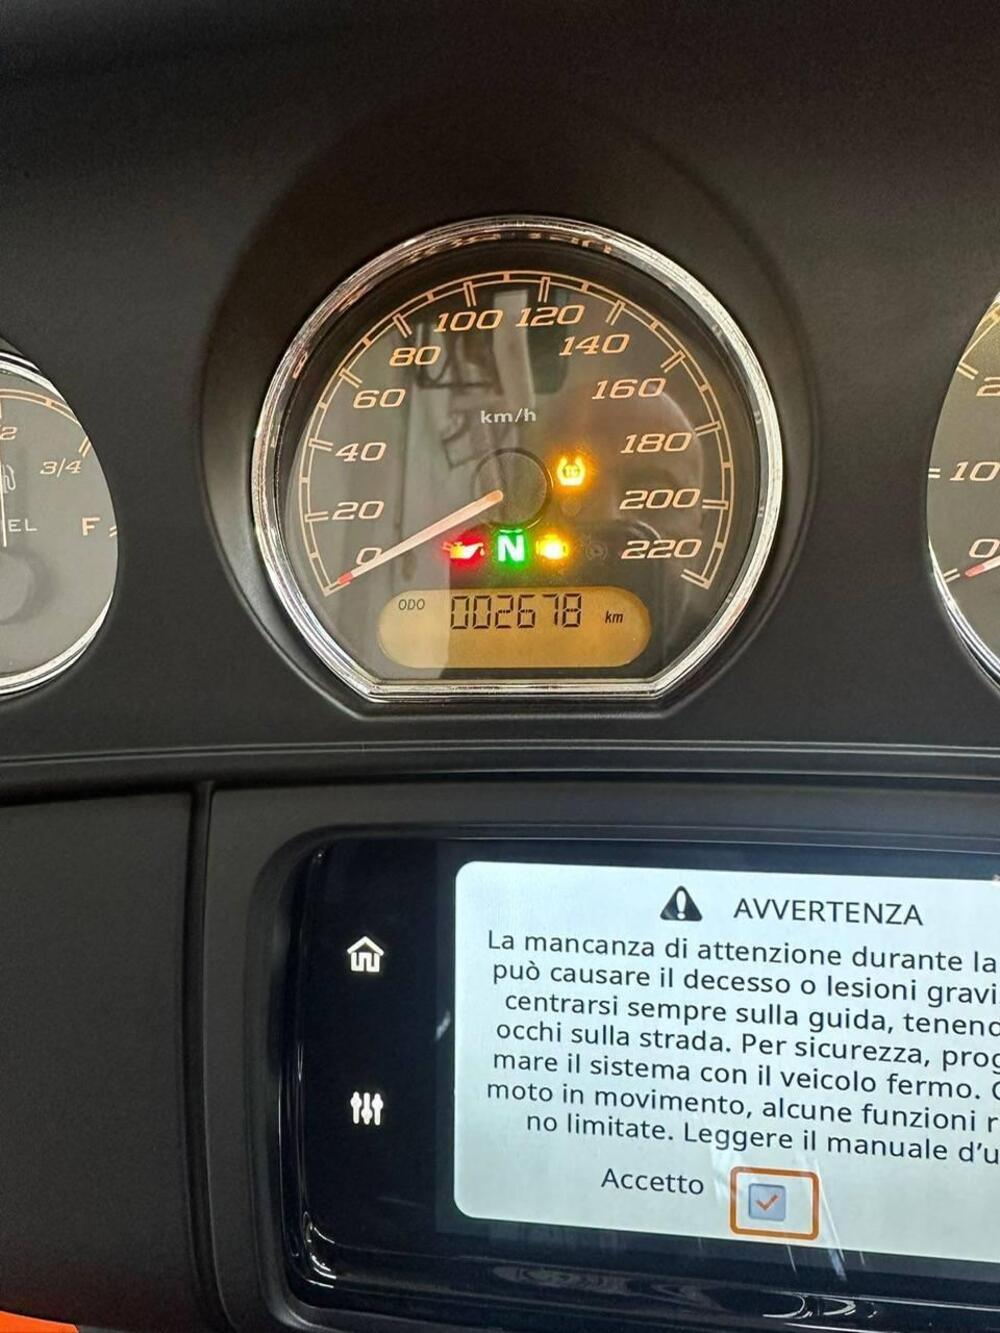 100 120
80
140
60
160
km/h
40
180
3/4
20
200
10
EL
F
N
0
220
0
ODO 002678 km
AVVERTENZA
La mancanza di attenzione durante la
può causare il decesso o lesioni gravi
centrarsi sempre sulla guida, tenend
occhi sulla strada. Per sicurezza, prog
mare il sistema con il veicolo fermo. C
moto in movimento, alcune funzioni r
no limitate. Leggere il manuale d'u
Accetto